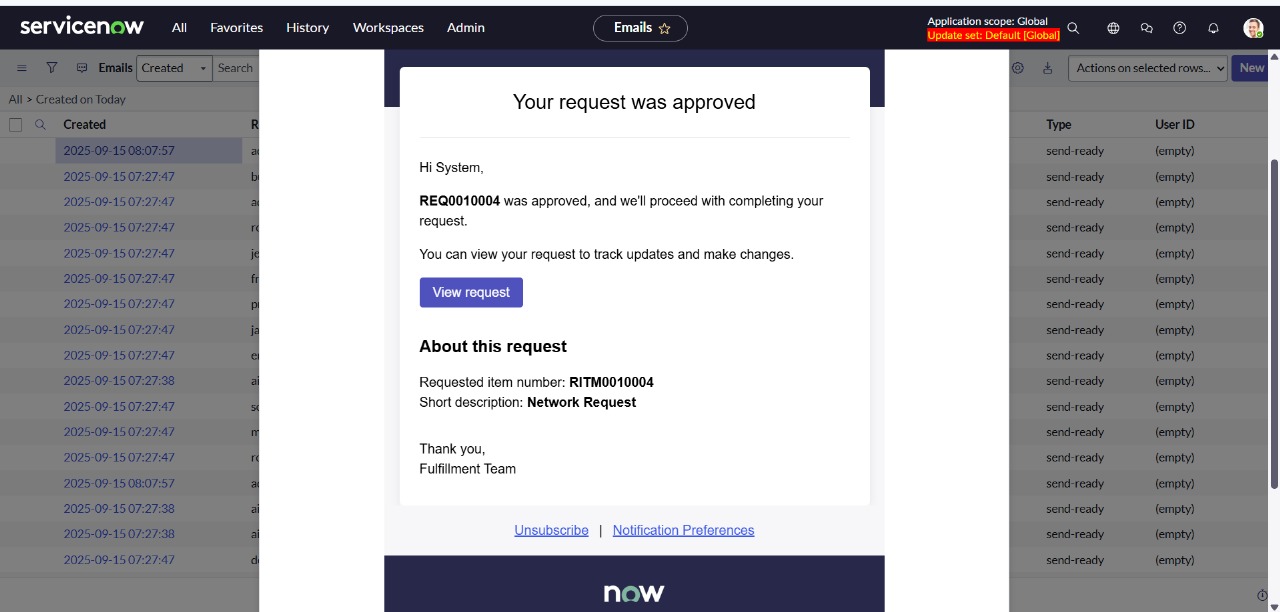 servicenow All Favorites History Workspaces Admin Emails Application scope: Global
Update set: Default [Global]
Emails Created Search Actions on selected rows... New
All > Created on Today
Created R Type User ID
2025-09-15 08:07:57 send-ready (empty)
2025-09-15 07:27:47 send-ready (empty)
2025-09-15 07:27:47 send-ready (empty)
2025-09-15 07:27:47 send-ready (empty)
2025-09-15 07:27:47 send-ready (empty)
2025-09-15 07:27:47 send-ready (empty)
2025-09-15 07:27:47 send-ready (empty)
2025-09-15 07:27:47 send-ready (empty)
2025-09-15 07:27:47 send-ready (empty)
2025-09-15 07:27:38 send-ready (empty)
2025-09-15 07:27:47 send-ready (empty)
2025-09-15 07:27:47 send-ready (empty)
2025-09-15 07:27:47 send-ready (empty)
2025-09-15 08:07:57 send-ready (empty)
2025-09-15 07:27:38 send-ready (empty)
2025-09-15 07:27:38 send-ready (empty)
2025-09-15 07:27:47 send-ready (empty)
Your request was approved
Hi System,
REQ0010004 was approved, and we'll proceed with completing your
request.
You can view your request to track updates and make changes.
View request
About this request
Requested item number: RITM0010004
Short description: Network Request
Thank you,
Fulfillment Team
Unsubscribe | Notification Preferences
now